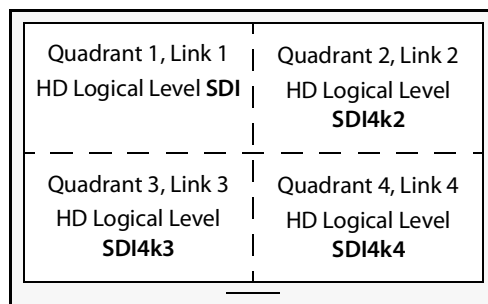 Quadrant 1, Link 1
HD Logical Level SDI
Quadrant 2, Link 2
HD Logical Level
SDI4k2
Quadrant 3, Link 3
HD Logical Level
SDI4k3
Quadrant 4, Link 4
HD Logical Level
SDI4k4